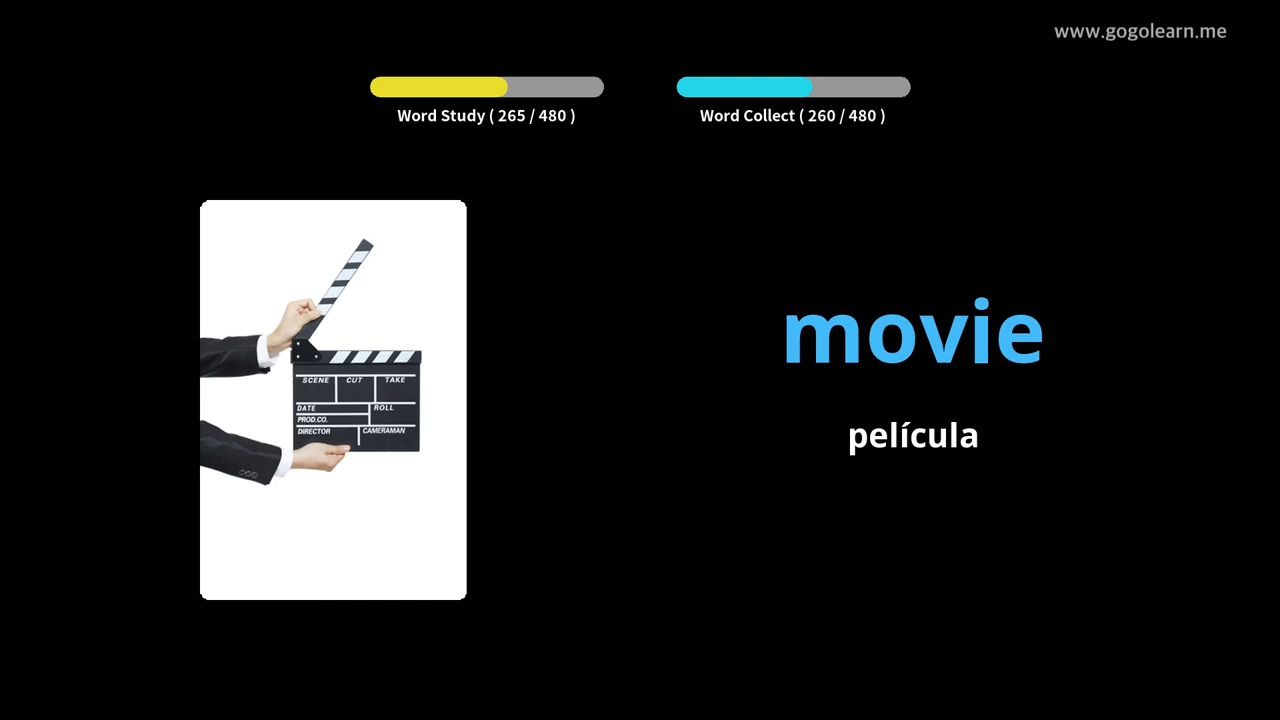 www.gogolearn.me
Word Study ( 265 / 480 )
Word Collect ( 260 / 480 )
SCENE CUT TAKE
DATE ROLL
PROD.CO.
DIRECTOR CAMERAMAN
movie
película